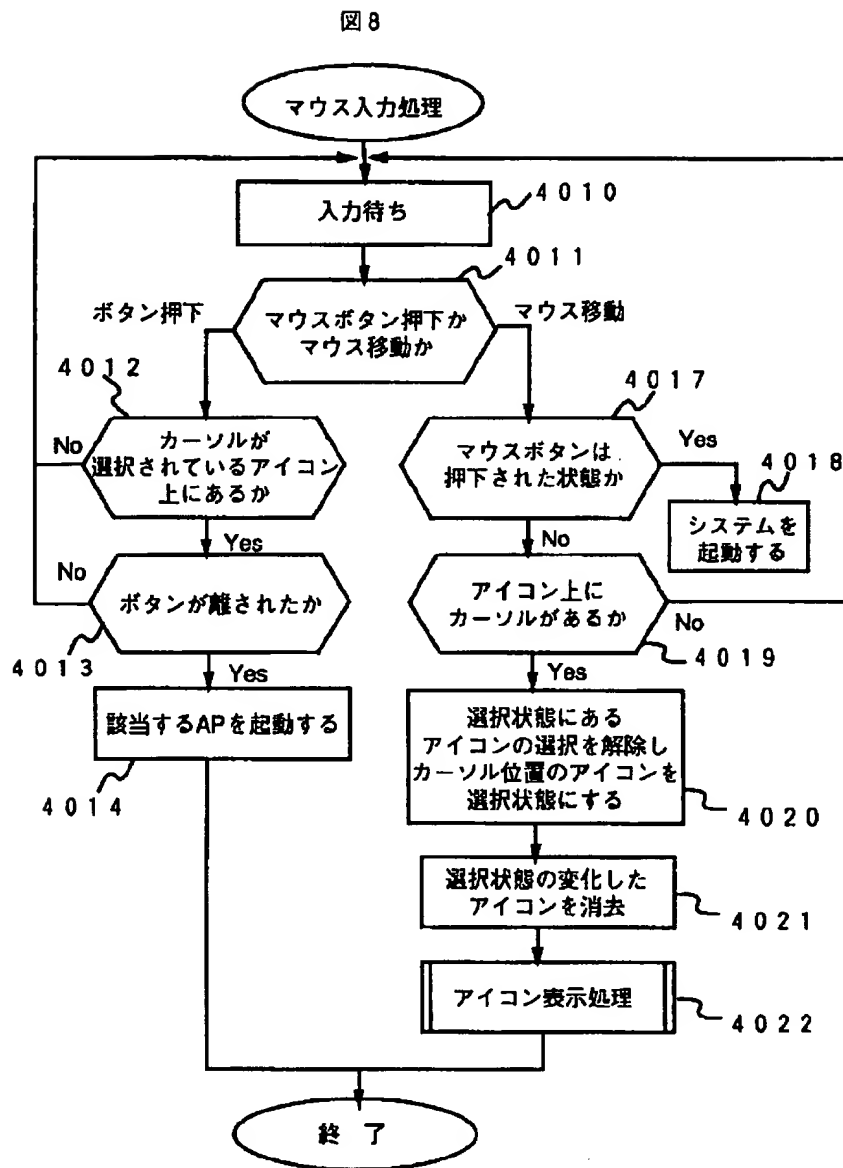 図8
マウス入力処理
入力待ち
4010
4011
マウスボタン押下か
マウス移動か
ボタン押下
マウス移動
4012
カーソルが
選択されているアイコン
上にあるか
No
Yes
4017
マウスボタンは
押下された状態か
Yes
No
4018
システムを
起動する
ボタンが離されたか
No
Yes
4013
アイコン上に
カーソルがあるか
No
Yes
4019
該当するAPを起動する
4014
選択状態にある
アイコンの選択を解除し
カーソル位置のアイコンを
選択状態にする
4020
選択状態の変化した
アイコンを消去
4021
アイコン表示処理
4022
終 了